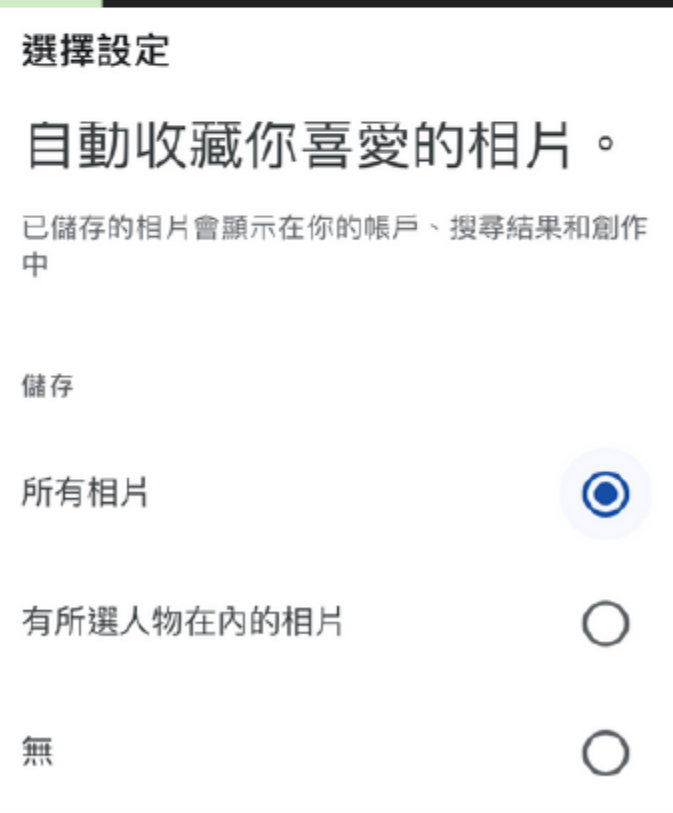 選擇設定
自動收藏你喜愛的相片。
已儲存的相片會顯示在你的帳戶、搜尋結果和創作
中
儲存
所有相片
有所選人物在內的相片
無